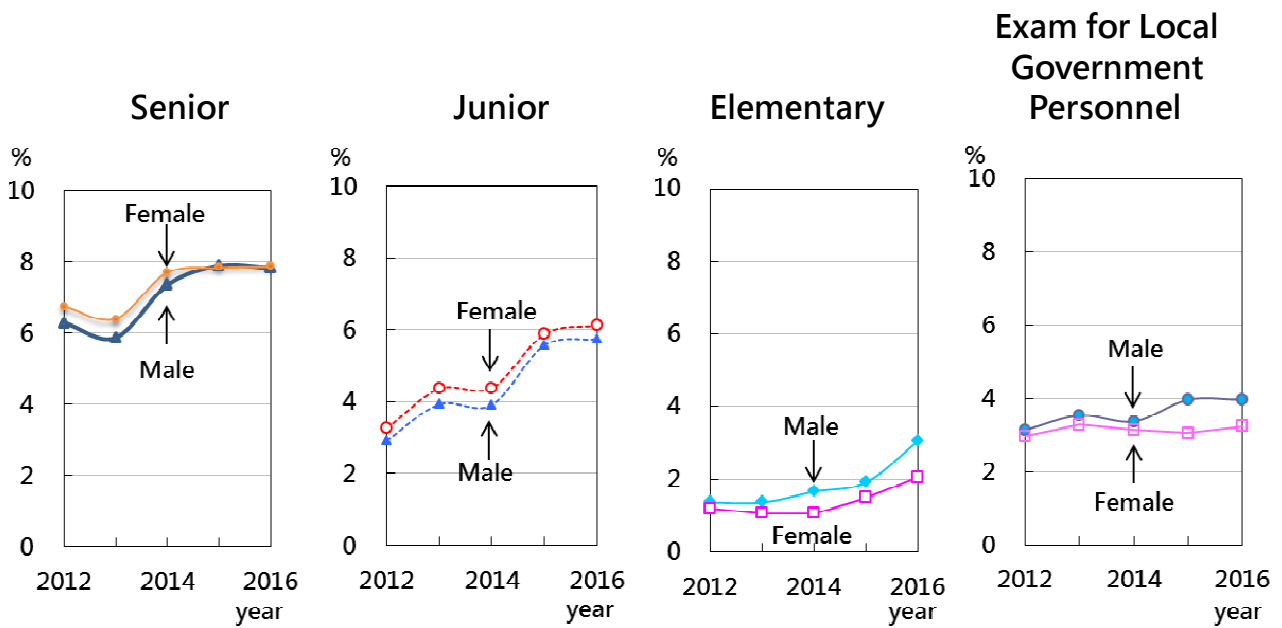 Senior
%
10
8
6
4
2
0
Female
Male
2012 2014 2016
year
Junior
%
10
8
6
4
2
0
Female
Male
2012 2014 2016
year
Elementary
%
10
8
6
4
2
0
Male
Female
2012 2014 2016
year
Exam for Local
Government
Personnel
%
10
8
6
4
2
0
Male
Female
2012 2014 2016
year